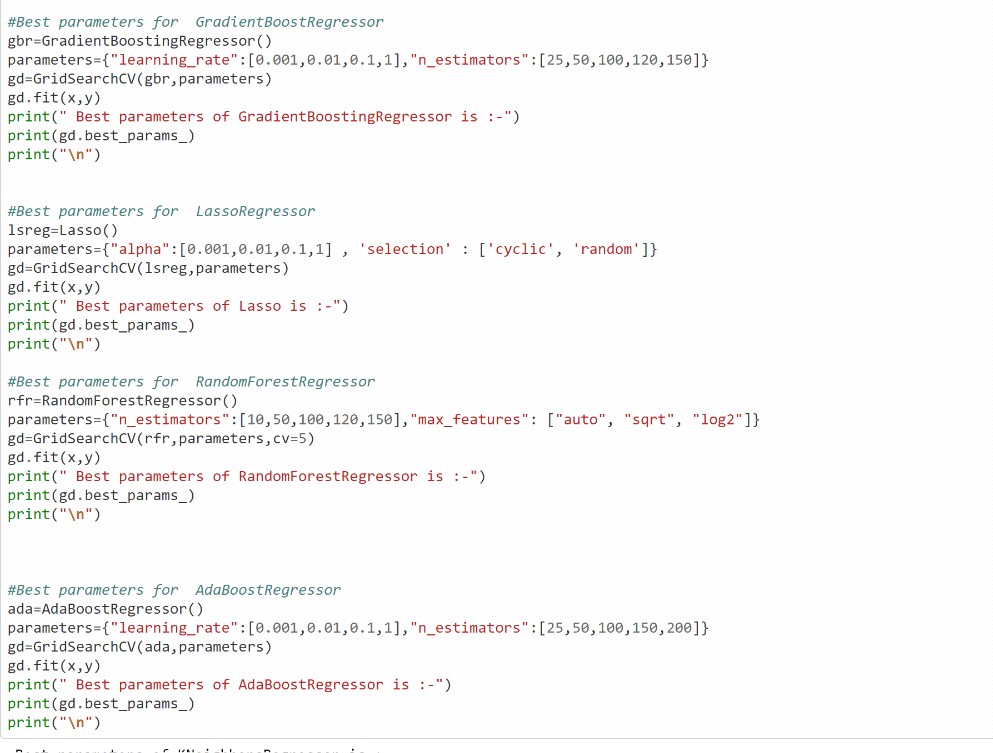 #Best parameters for  GradientBoostRegressor
gbr=GradientBoostingRegressor()
parameters={"learning_rate":[0.001,0.01,0.1,1],"n_estimators":[25,50,100,120,150]}
gd=GridSearchCV(gbr,parameters)
gd.fit(x,y)
print(" Best parameters of GradientBoostingRegressor is :-")
print(gd.best_params_)
print("\n")
#Best parameters for  LassoRegressor
lsreg=Lasso()
parameters={"alpha":[0.001,0.01,0.1,1] , 'selection' : ['cyclic', 'random']}
gd=GridSearchCV(lsreg,parameters)
gd.fit(x,y)
print(" Best parameters of Lasso is :-")
print(gd.best_params_)
print("\n")
#Best parameters for  RandomForestRegressor
rfr=RandomForestRegressor()
parameters={"n_estimators":[10,50,100,120,150],"max_features": ["auto", "sqrt", "log2"]}
gd=GridSearchCV(rfr,parameters,cv=5)
gd.fit(x,y)
print(" Best parameters of RandomForestRegressor is :-")
print(gd.best_params_)
print("\n")
#Best parameters for  AdaBoostRegressor
ada=AdaBoostRegressor()
parameters={"learning_rate":[0.001,0.01,0.1,1],"n_estimators":[25,50,100,150,200]}
gd=GridSearchCV(ada,parameters)
gd.fit(x,y)
print(" Best parameters of AdaBoostRegressor is :-")
print(gd.best_params_)
print("\n")